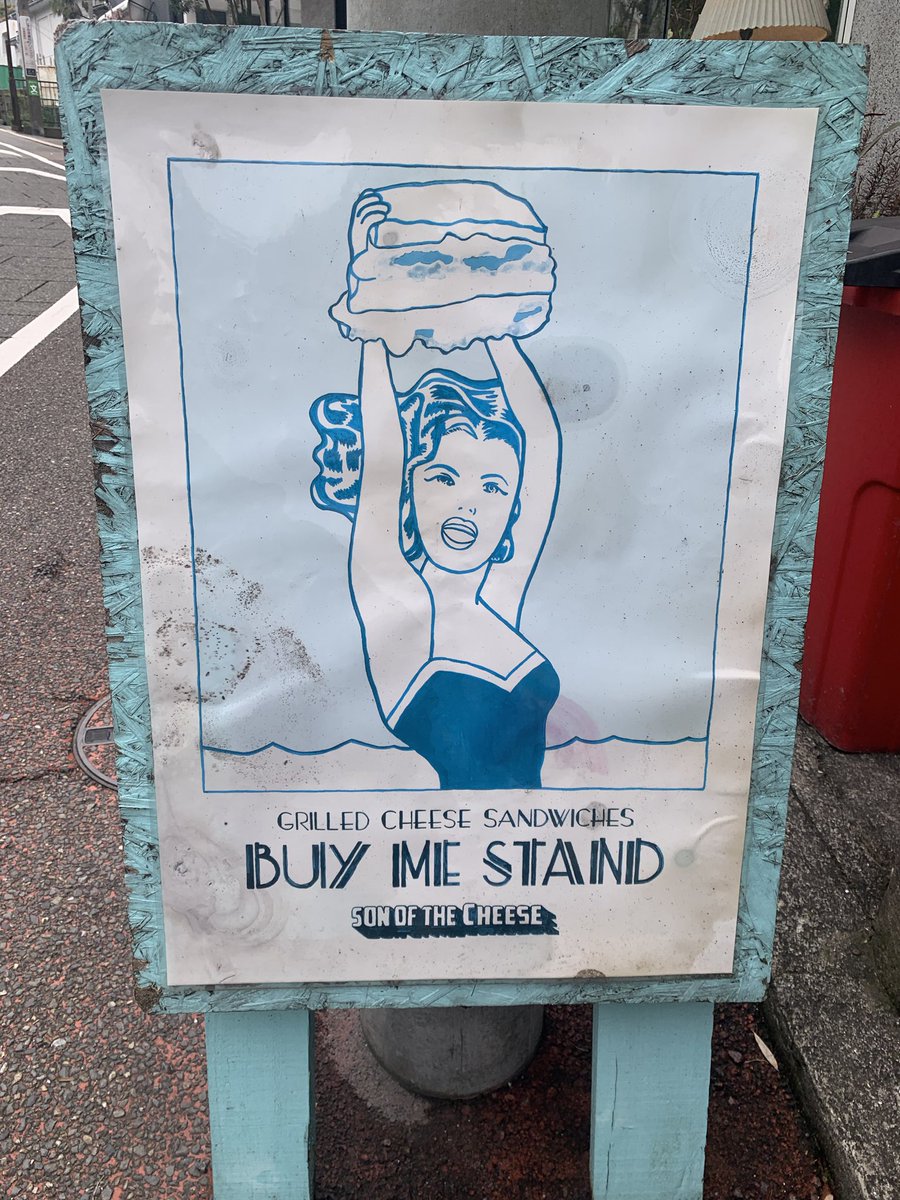 GRILLED CHEESE SANDWICHES
BUY ME STAND
SON OF THE CHEESE